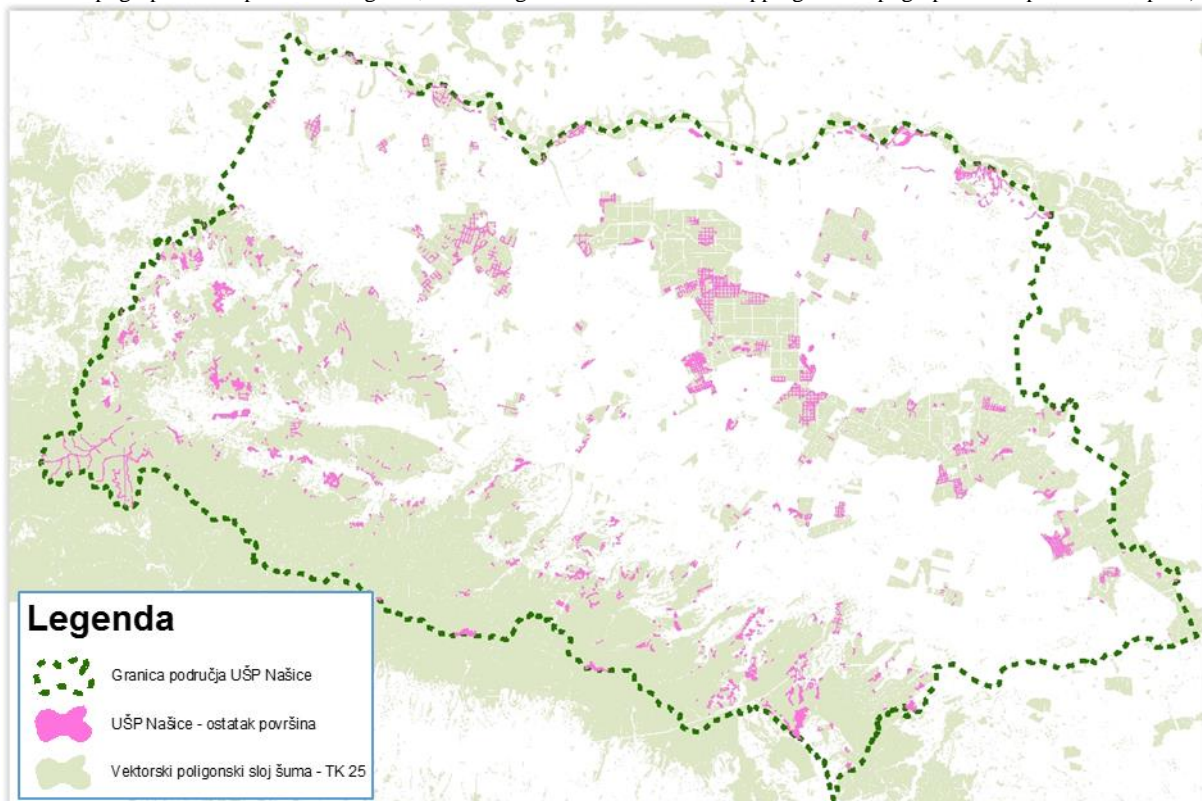 Legenda
Granica područja UŠP Našice
UŠP Našice - ostatak površina
Vektorski poligonski sloj šuma - TK 25